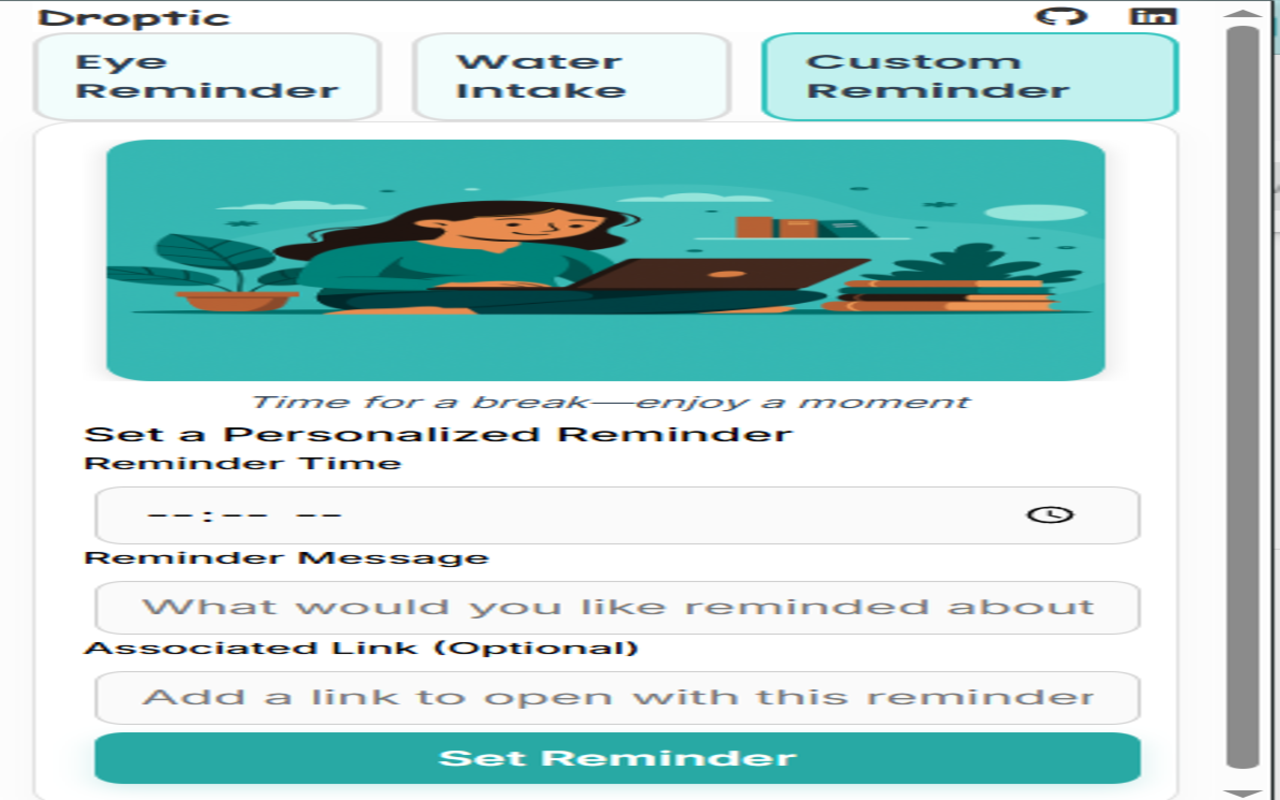 Droptic
Eye
Reminder
Water
Intake
Custom
Reminder
Time for a break—enjoy a moment
Set a Personalized Reminder
Reminder Time
--:-- --
Reminder Message
What would you like reminded about
Associated Link (Optional)
Add a link to open with this reminder
Set Reminder